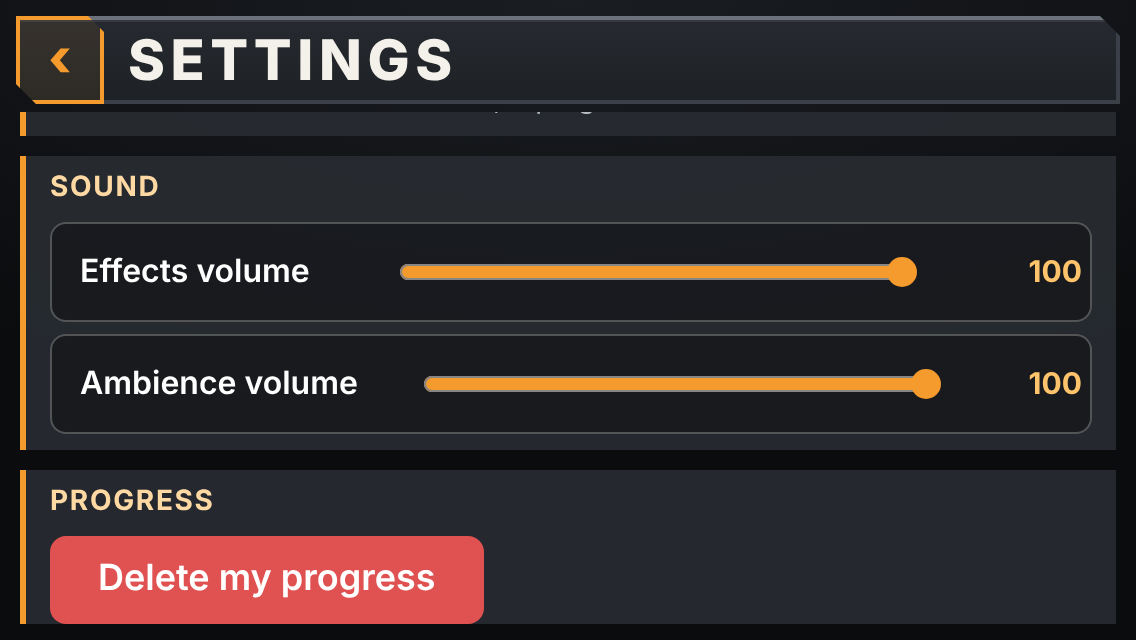 SETTINGS
SOUND
Effects volume 100
Ambience volume 100
PROGRESS
Delete my progress